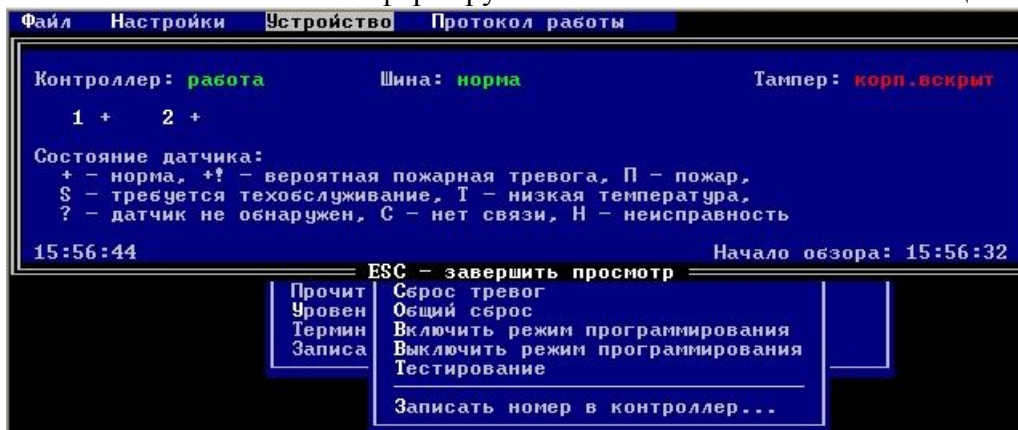 Файл Настройки Устройство Протокол работы
Контроллер: работа Шина: норма Тампер: корп.вскрыт
1 + 2 +
Состояние датчика:
+ - норма, +! - вероятная пожарная тревога, П - пожар,
S - требуется техобслуживание, T - низкая температура,
? - датчик не обнаружен, С - нет связи, Н - неисправность
15:56:44 Начало обзора: 15:56:32
ESC - завершить просмотр
Прочит Сброс тревог
Уровен Общий сброс
Термин Включить режим программирования
Записа Выключить режим программирования
Тестирование
Записать номер в контроллер...